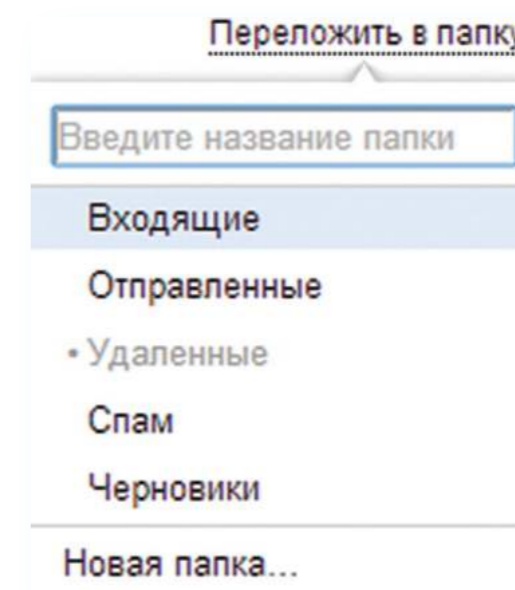 Переложить в папку
Введите название папки
Входящие
Отправленные
• Удаленные
Спам
Черновики
Новая папка...